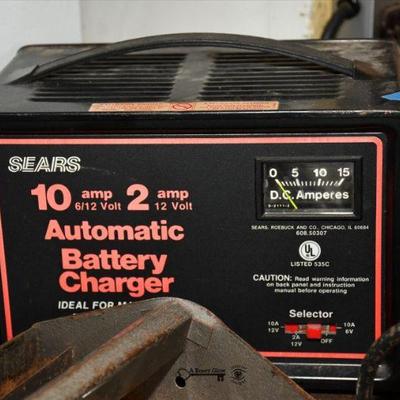 SEARS
10 amp 2 amp
6/12 Volt 12 Volt
Automatic
Battery
Charger
IDEAL FOR
0 5 10 15
D.C. Amperes
SEARS, ROEBUCK AND CO., CHICAGO, IL 60684
608.50307
UL
LISTED 535C
CAUTION: Read warning information
on back panel and instruction
manual before operating
Selector
10A 10A
12V 6V
2A OFF
12V